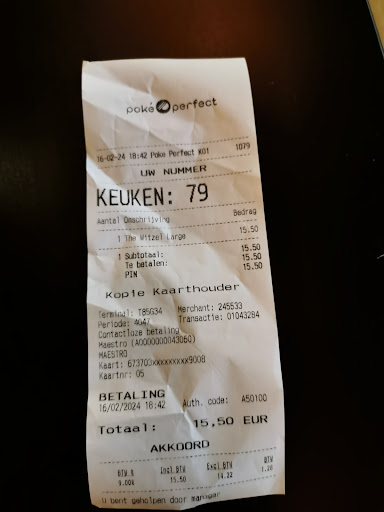 poké perfect
16-02-24 18:42 Poke Perfect K01 1079
UW NUMMER
KEUKEN: 79
Aantal Omschrijving Bedrag
1 The Witzel Large 15.50
1 Subtotaal: 15.50
Te betalen: 15.50
PIN 15.50
Kopie Kaarthouder
Terminal: TB5G34 Merchant: 245533
Periode: 4047 Transactie: 01043284
Contactloze betaling
Maestro (A0000000043060)
MAESTRO
Kaart: 673703xxxxxxxxx9008
Kaartnr: 05
BETALING
16/02/2024 18:42 Auth. code: A50100
Totaal: 15,50 EUR
AKKOORD
BTW % Incl BTW Excl BTW BTW
9.00% 15.50 14.22 1.28
U bent geholpen door manager